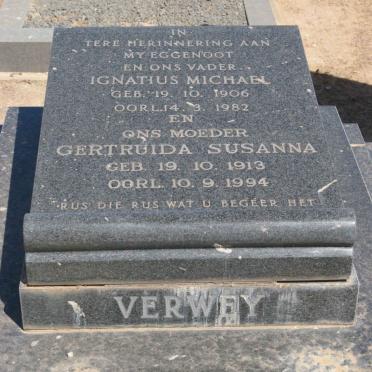 IN
TERE HERINNERING AAN
MY EGGENOOT
EN ONS VADER
IGNATIUS MICHAEL
GEB. 19. 10. 1906
OORL. 14. 3. 1982
EN
ONS MOEDER
GERTRUIDA SUSANNA
GEB. 19. 10. 1913
OORL. 10. 9. 1994
RUS DIE RUS WAT U BEGEER HET
VERWEY